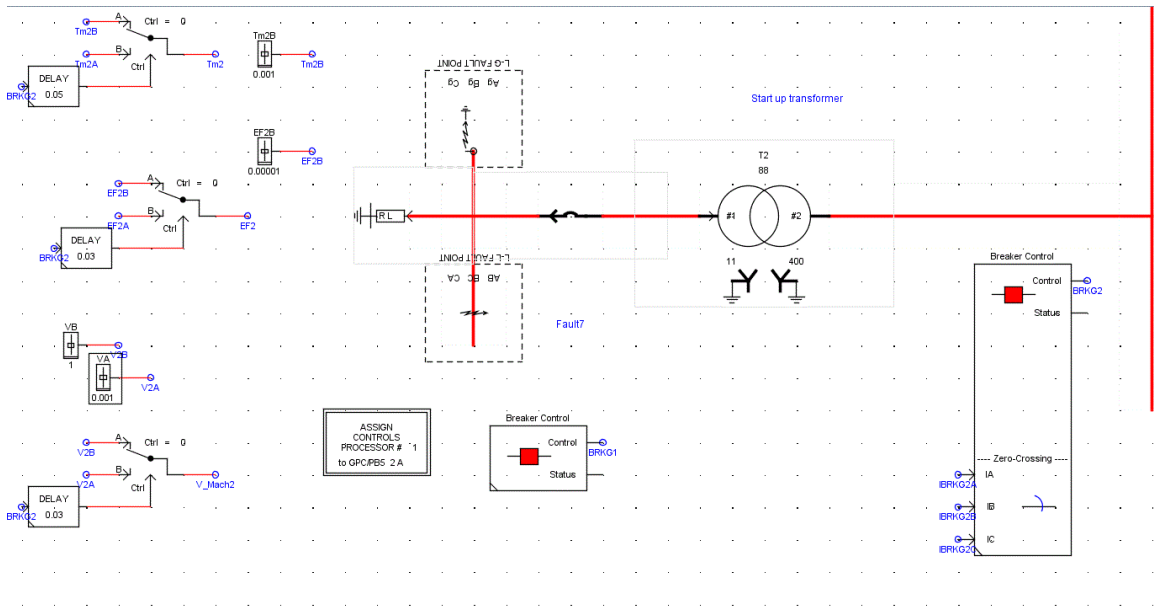 A
Ctrl = 0
Tm2B
B
Tm2A
Tm2
Ctrl
DELAY
0.05
BRKG2
Tm2B
0.001
Tm2B
EF2B
0.00001
EF2B
A
Ctrl = 0
EF2B
B
EF2A
EF2
Ctrl
DELAY
0.03
BRKG2
VB
1
V2B
VA
0.001
V2A
A
Ctrl = 0
V2B
B
V2A
V_Mach2
Ctrl
DELAY
0.03
BRKG2
L-G FAULT POINT
Cg Bg Ag
RL
L-L FAULT POINT
CA BC AB
Fault7
Start up transformer
T2
88
#1
#2
11
400
ASSIGN
CONTROLS
PROCESSOR # 1
to GPC/PB5 2 A
Breaker Control
Control
BRKG1
Status
Breaker Control
Control
BRKG2
Status
---- Zero-Crossing ----
IA
IBRKG2A
IB
IBRKG2B
IC
IBRKG2C